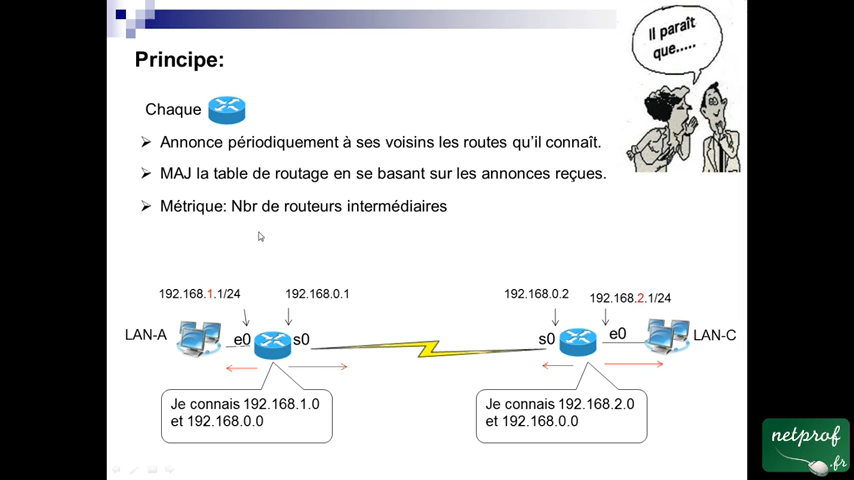 Il paraît
que.....
Principe:
Chaque
Annonce périodiquement à ses voisins les routes qu'il connaît.
MAJ la table de routage en se basant sur les annonces reçues.
Métrique: Nbr de routeurs intermédiaires
192.168.1.1/24
192.168.0.1
192.168.0.2
192.168.2.1/24
LAN-A
e0
s0
s0
e0
LAN-C
Je connais 192.168.1.0
et 192.168.0.0
Je connais 192.168.2.0
et 192.168.0.0
netprof
.fr